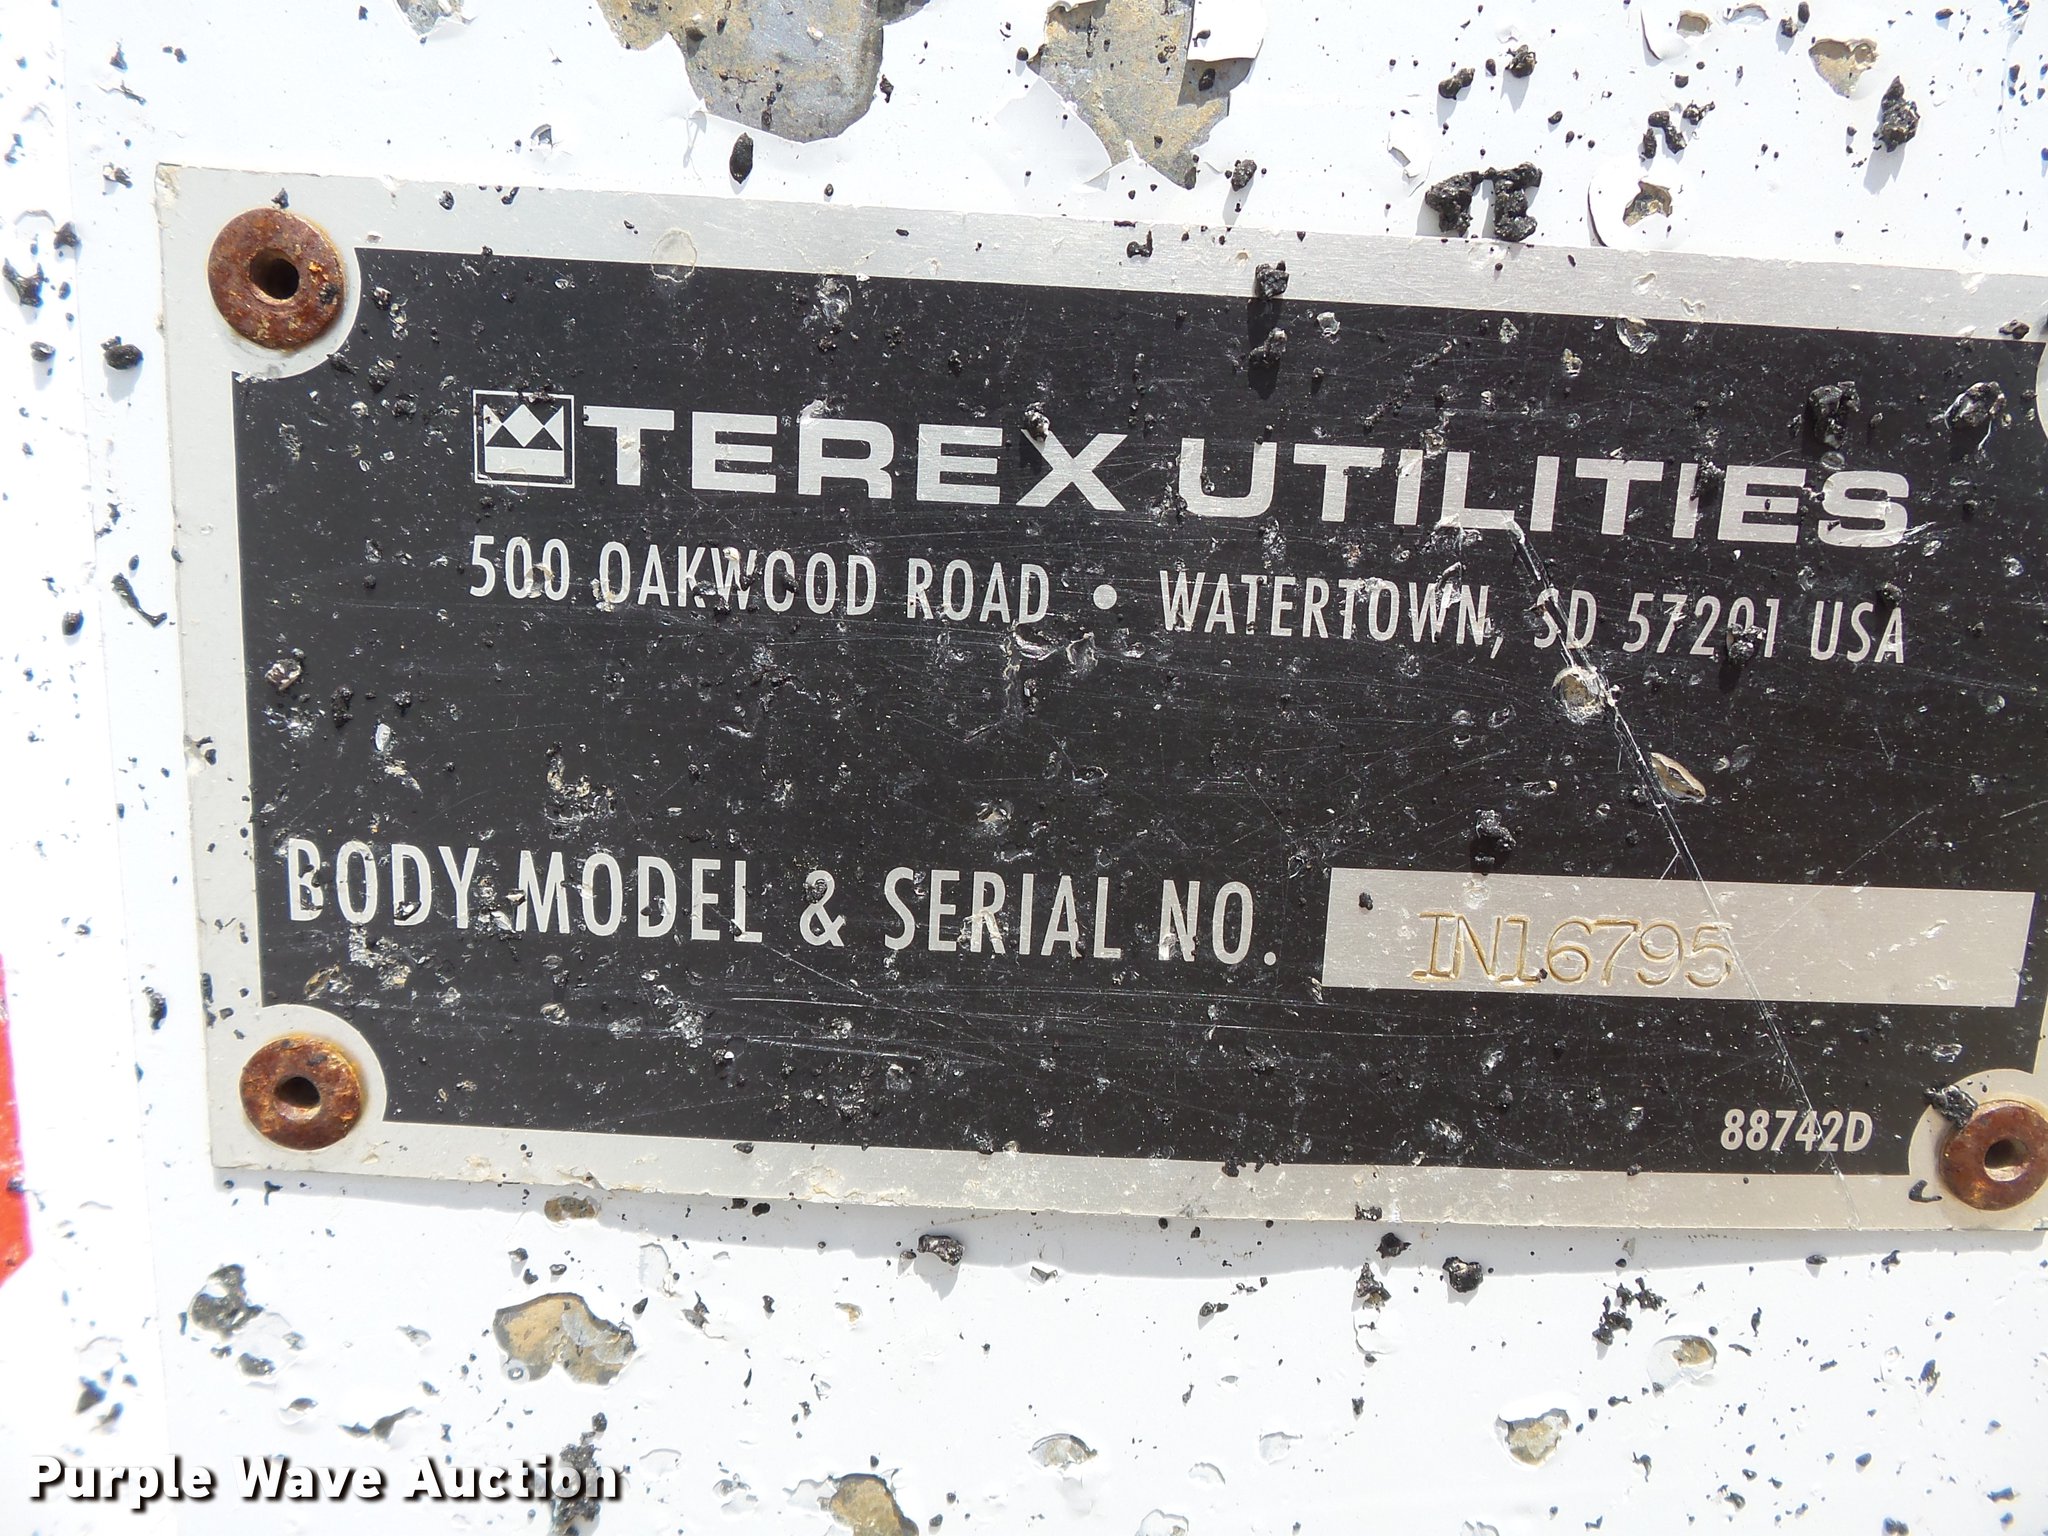 TEREX UTILITIES
500 OAKWOOD ROAD • WATERTOWN, SD 57201 USA
BODY MODEL & SERIAL NO. IN16795
88742D
Purple Wave Auction